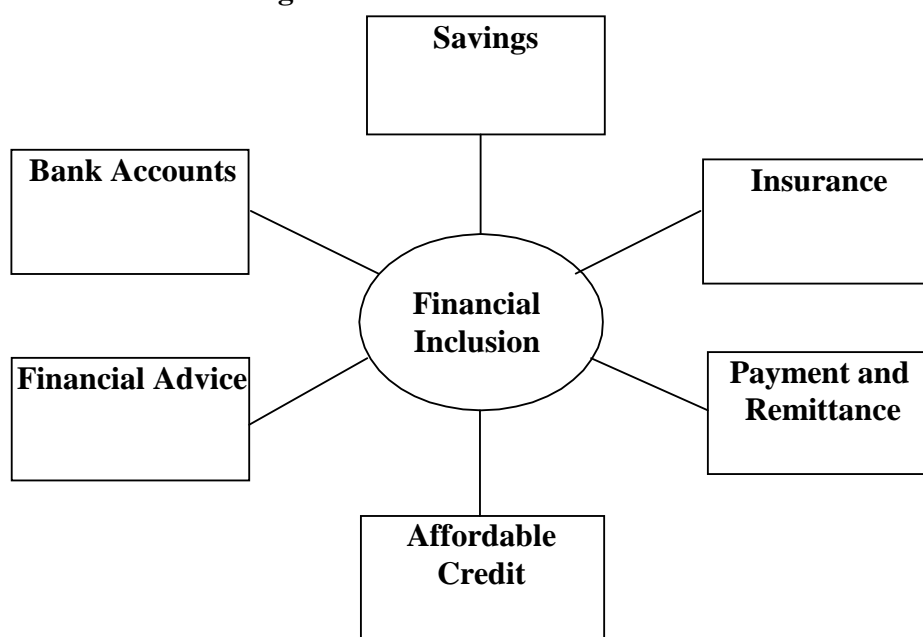 Savings
Bank Accounts
Insurance
Financial
Inclusion
Financial Advice
Payment and
Remittance
Affordable
Credit